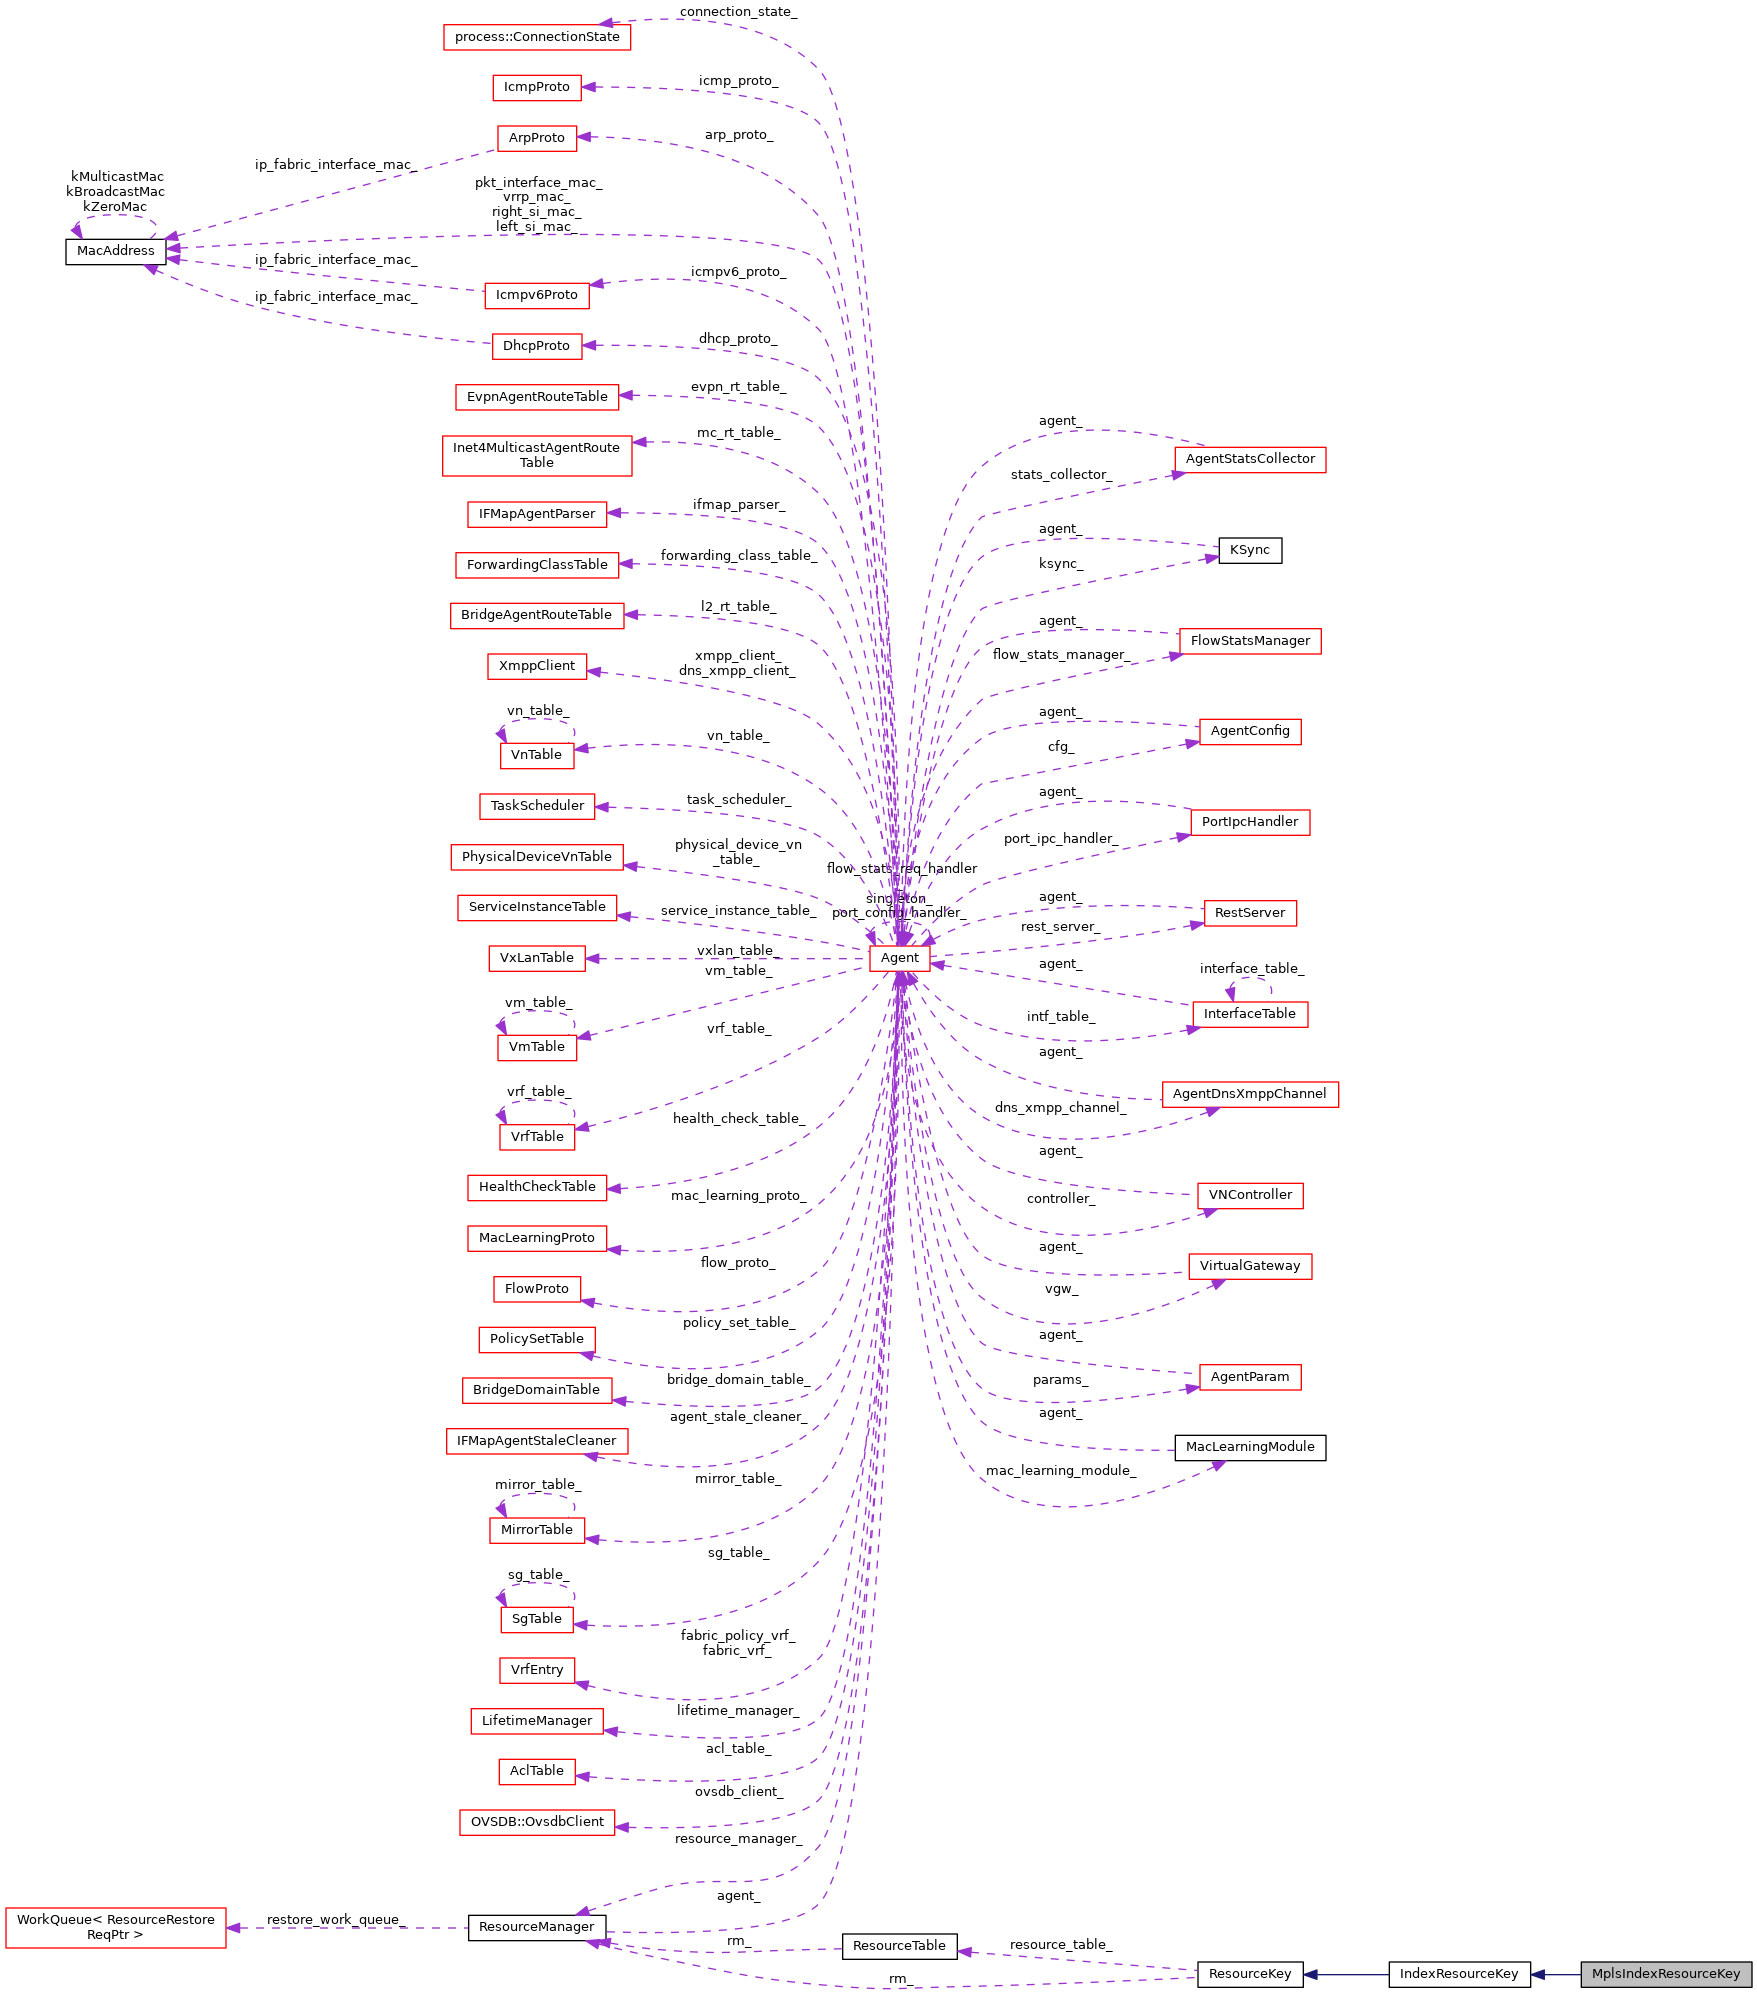 connection_state_
process::ConnectionState
icmp_proto_
IcmpProto
arp_proto_
ArpProto
ip_fabric_interface_mac_
kMulticastMac
kBroadcastMac
kZeroMac
pkt_interface_mac_
vrrp_mac_
right_si_mac_
left_si_mac_
MacAddress
ip_fabric_interface_mac_
icmpv6_proto_
Icmpv6Proto
ip_fabric_interface_mac_
dhcp_proto_
DhcpProto
evpn_rt_table_
EvpnAgentRouteTable
mc_rt_table_
Inet4MulticastAgentRoute
Table
ifmap_parser_
IFMapAgentParser
forwarding_class_table_
ForwardingClassTable
l2_rt_table_
BridgeAgentRouteTable
xmpp_client_
dns_xmpp_client_
XmppClient
vn_table_
vn_table_
VnTable
task_scheduler_
TaskScheduler
physical_device_vn
_table_
PhysicalDeviceVnTable
service_instance_table_
ServiceInstanceTable
vxlan_table_
VxLanTable
vm_table_
vm_table_
VmTable
vrf_table_
vrf_table_
VrfTable
health_check_table_
HealthCheckTable
mac_learning_proto_
MacLearningProto
flow_proto_
FlowProto
policy_set_table_
PolicySetTable
bridge_domain_table_
BridgeDomainTable
agent_stale_cleaner_
IFMapAgentStaleCleaner
mirror_table_
mirror_table_
MirrorTable
sg_table_
sg_table_
SgTable
fabric_policy_vrf_
fabric_vrf_
VrfEntry
lifetime_manager_
LifetimeManager
acl_table_
AclTable
ovsdb_client_
OVSDB::OvsdbClient
resource_manager_
agent_
WorkQueue< ResourceRestore
ReqPtr >
restore_work_queue_
ResourceManager
rm_
rm_
ResourceTable
resource_table_
ResourceKey
IndexResourceKey
MplsIndexResourceKey
flow_stats_req_handler
_
singleton_
port_config_handler_
Agent
agent_
AgentStatsCollector
stats_collector_
agent_
KSync
ksync_
agent_
FlowStatsManager
flow_stats_manager_
agent_
AgentConfig
cfg_
agent_
PortIpcHandler
port_ipc_handler_
agent_
RestServer
rest_server_
agent_
interface_table_
InterfaceTable
intf_table_
agent_
AgentDnsXmppChannel
dns_xmpp_channel_
agent_
VNController
controller_
agent_
VirtualGateway
vgw_
agent_
AgentParam
params_
agent_
MacLearningModule
mac_learning_module_